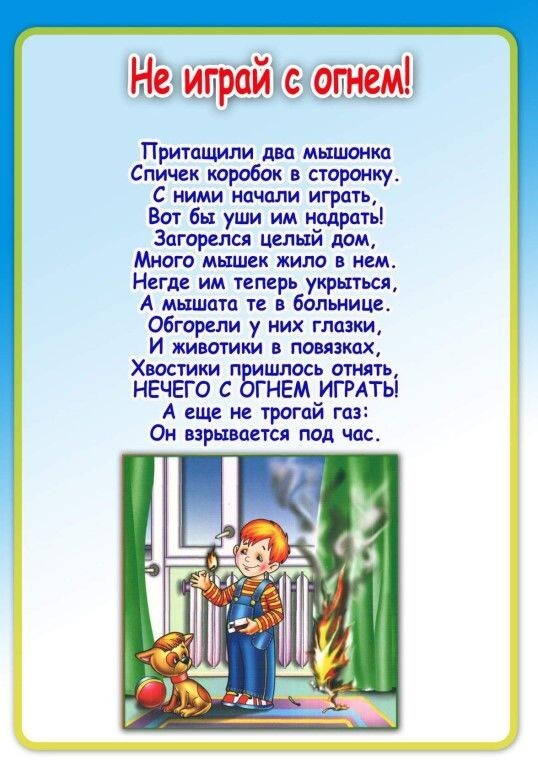 Не играй с огнем!
Притащили два мышонка
Спичек коробок в сторонку.
С ними начали играть,
Вот бы уши им надрать!
Загорелся целый дом,
Много мышек жило в нем.
Негде им теперь укрыться,
А мышата те в больнице.
Обгорели у них глазки,
И животики в повязках,
Хвостики пришлось отнять,
НЕЧЕГО С ОГНЕМ ИГРАТЬ!
А еще не трогай газ:
Он взрывается под час.